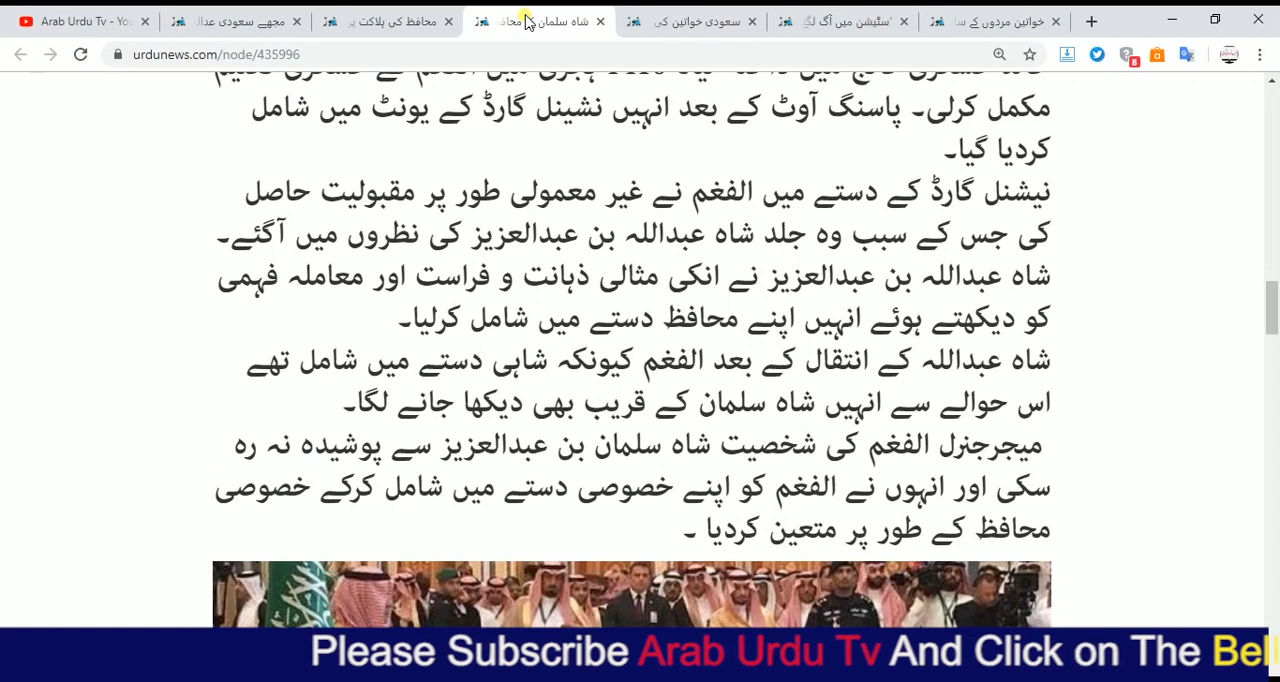 Arab Urdu Tv - You
مجھے سعودی عدال
محافظ کی ہلاکت پر
شاہ سلمان کے محافظ
سعودی خواتین کی
سٹیشن میں آگ لگ
خواتین مردوں کے سا
urdunews.com/node/435996
8
مکمل کرلی۔ پاسنگ آوٹ کے بعد انہیں نشینل گارڈ کے یونٹ میں شامل
کردیا گیا۔
نیشنل گارڈ کے دستے میں الفغم نے غیر معمولی طور پر مقبولیت حاصل
کی جس کے سبب وہ جلد شاہ عبداللہ بن عبدالعزیز کی نظروں میں آگئے۔
شاہ عبداللہ بن عبدالعزیز نے انکی مثالی ذہانت و فراست اور معاملہ فہمی
کو دیکھتے ہوئے انہیں اپنے محافظ دستے میں شامل کرلیا۔
شاہ عبداللہ کے انتقال کے بعد الفغم کیونکہ شاہی دستے میں شامل تھے
اس حوالے سے انہیں شاہ سلمان کے قریب بھی دیکھا جانے لگا۔
میجرجنرل الفغم کی شخصیت شاہ سلمان بن عبدالعزیز سے پوشیدہ نہ رہ
سکی اور انہوں نے الفغم کو اپنے خصوصی دستے میں شامل کرکے خصوصی
محافظ کے طور پر متعین کردیا ۔
Please Subscribe Arab Urdu Tv And Click on The Bell